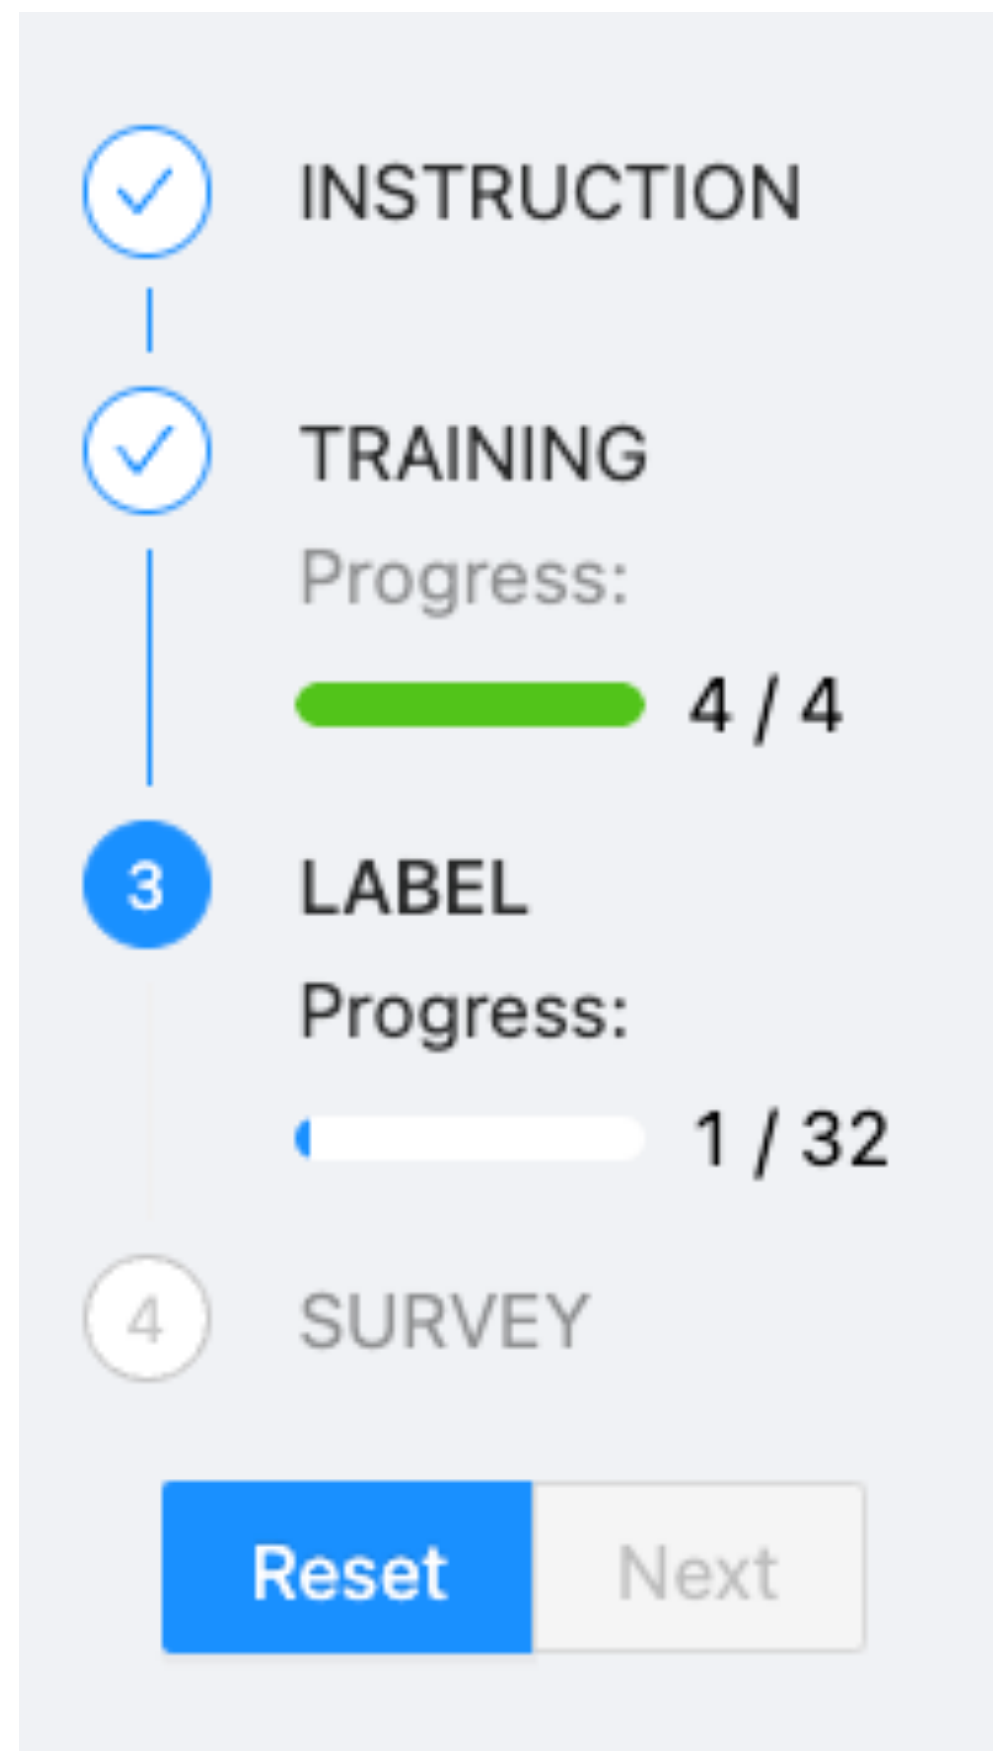 INSTRUCTION
TRAINING
Progress:
4 / 4
3 LABEL
Progress:
1 / 32
4 SURVEY
Reset Next